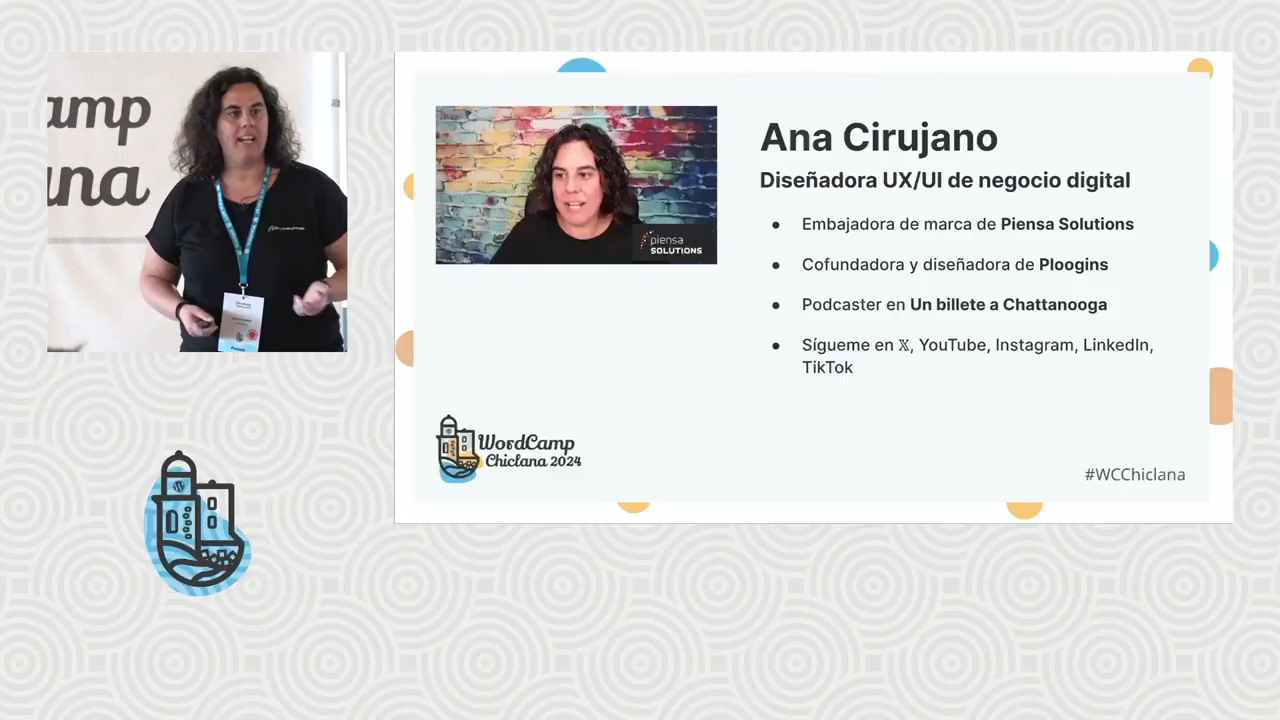 amp
ana
Ana Cirujano
Diseñadora UX/UI de negocio digital
● Embajadora de marca de Piensa Solutions
● Cofundadora y diseñadora de Ploogins
● Podcaster en Un billete a Chattanooga
● Sígueme en 𝕏, YouTube, Instagram, LinkedIn,
TikTok
piensa
SOLUTIONS
WordCamp
Chiclana 2024
#WCChiclana